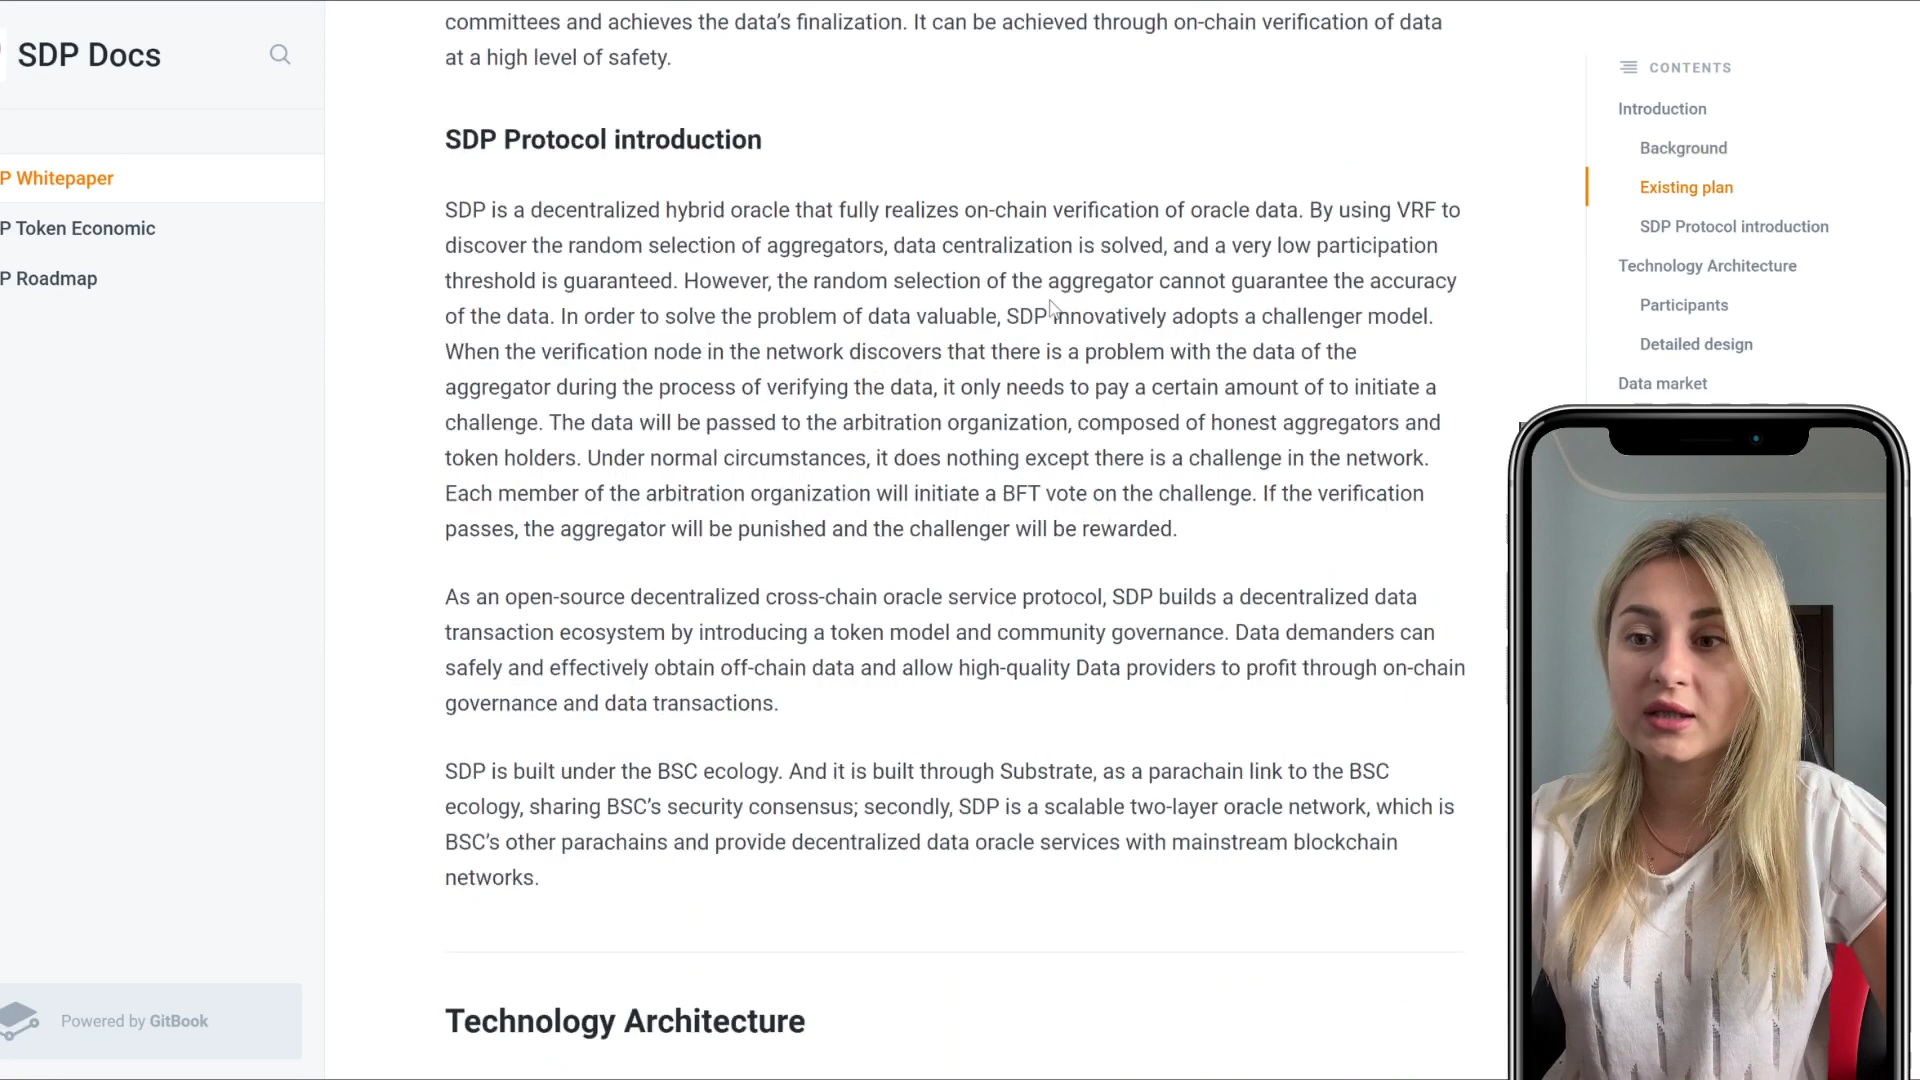 SDP Docs
P Whitepaper
P Token Economic
P Roadmap
Powered by GitBook
committees and achieves the data’s finalization. It can be achieved through on-chain verification of data
at a high level of safety.
SDP Protocol introduction
SDP is a decentralized hybrid oracle that fully realizes on-chain verification of oracle data. By using VRF to
discover the random selection of aggregators, data centralization is solved, and a very low participation
threshold is guaranteed. However, the random selection of the aggregator cannot guarantee the accuracy
of the data. In order to solve the problem of data valuable, SDP innovatively adopts a challenger model.
When the verification node in the network discovers that there is a problem with the data of the
aggregator during the process of verifying the data, it only needs to pay a certain amount of to initiate a
challenge. The data will be passed to the arbitration organization, composed of honest aggregators and
token holders. Under normal circumstances, it does nothing except there is a challenge in the network.
Each member of the arbitration organization will initiate a BFT vote on the challenge. If the verification
passes, the aggregator will be punished and the challenger will be rewarded.
As an open-source decentralized cross-chain oracle service protocol, SDP builds a decentralized data
transaction ecosystem by introducing a token model and community governance. Data demanders can
safely and effectively obtain off-chain data and allow high-quality Data providers to profit through on-chain
governance and data transactions.
SDP is built under the BSC ecology. And it is built through Substrate, as a parachain link to the BSC
ecology, sharing BSC’s security consensus; secondly, SDP is a scalable two-layer oracle network, which is
BSC’s other parachains and provide decentralized data oracle services with mainstream blockchain
networks.
Technology Architecture
CONTENTS
Introduction
Background
Existing plan
SDP Protocol introduction
Technology Architecture
Participants
Detailed design
Data market